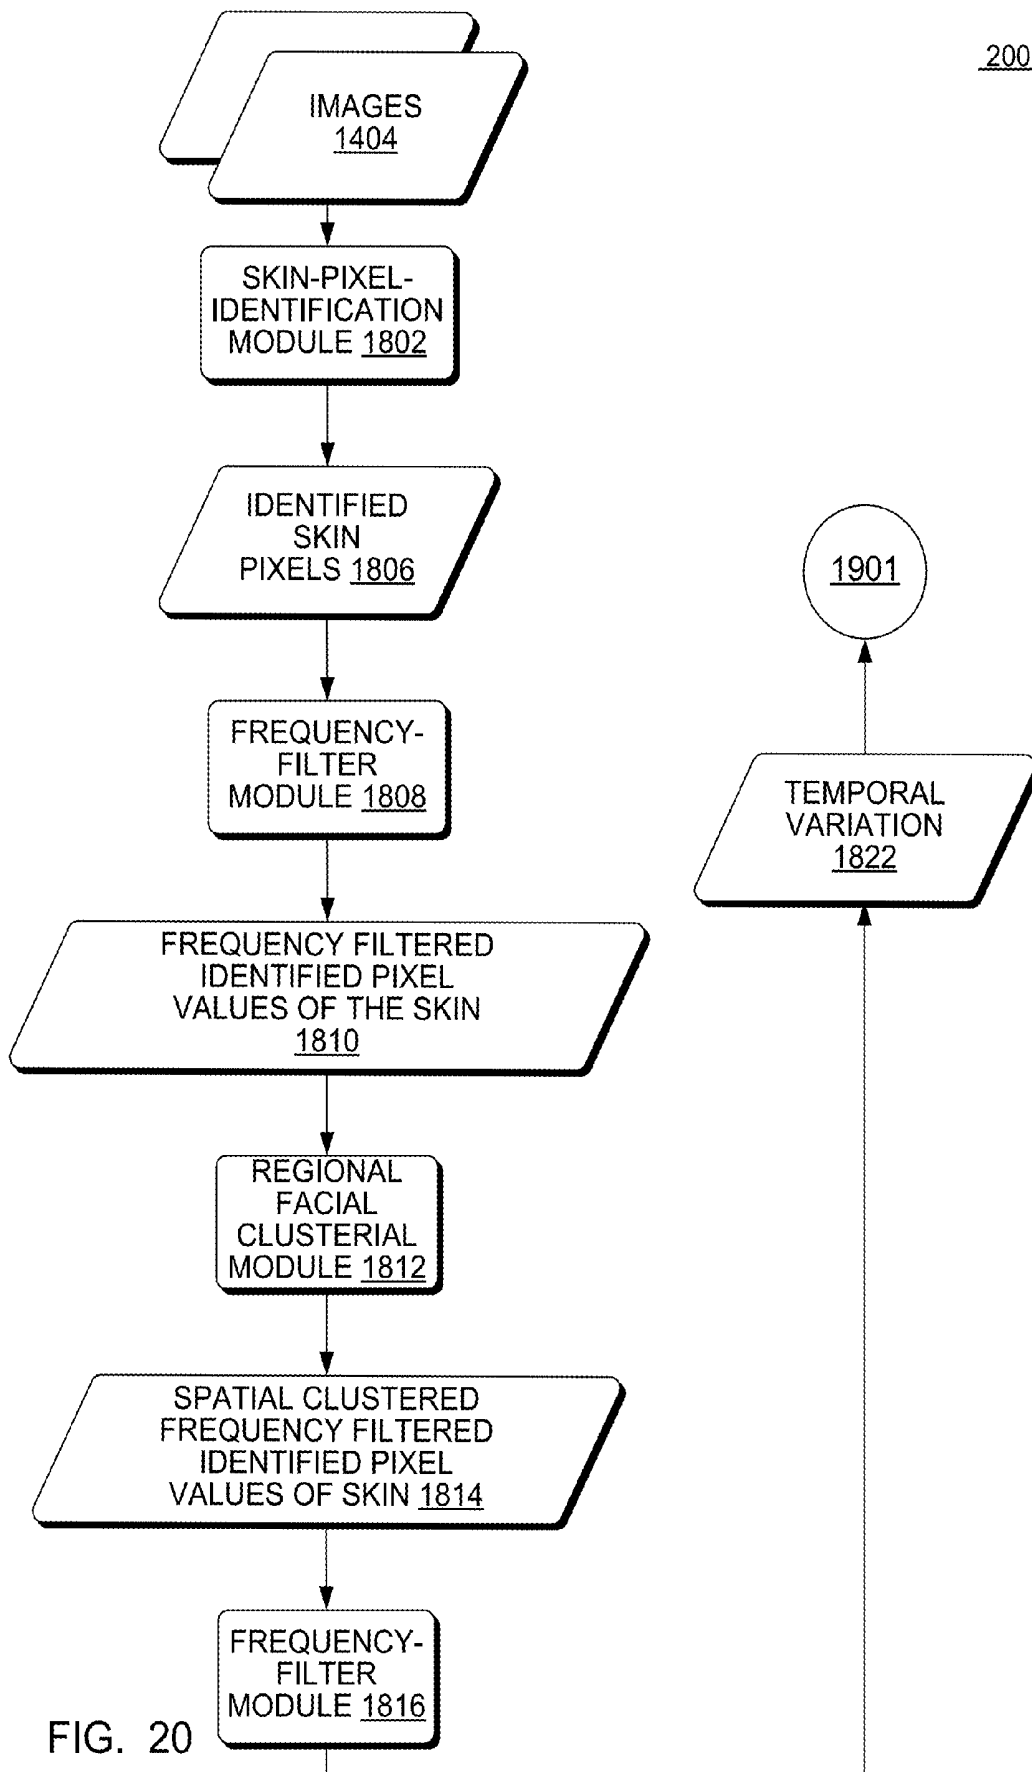 200
IMAGES
1404
SKIN-PIXEL-
IDENTIFICATION
MODULE 1802
IDENTIFIED
SKIN
PIXELS 1806
FREQUENCY-
FILTER
MODULE 1808
FREQUENCY FILTERED
IDENTIFIED PIXEL
VALUES OF THE SKIN
1810
REGIONAL
FACIAL
CLUSTERIAL
MODULE 1812
SPATIAL CLUSTERED
FREQUENCY FILTERED
IDENTIFIED PIXEL
VALUES OF SKIN 1814
FREQUENCY-
FILTER
MODULE 1816
1901
TEMPORAL
VARIATION
1822
FIG. 20